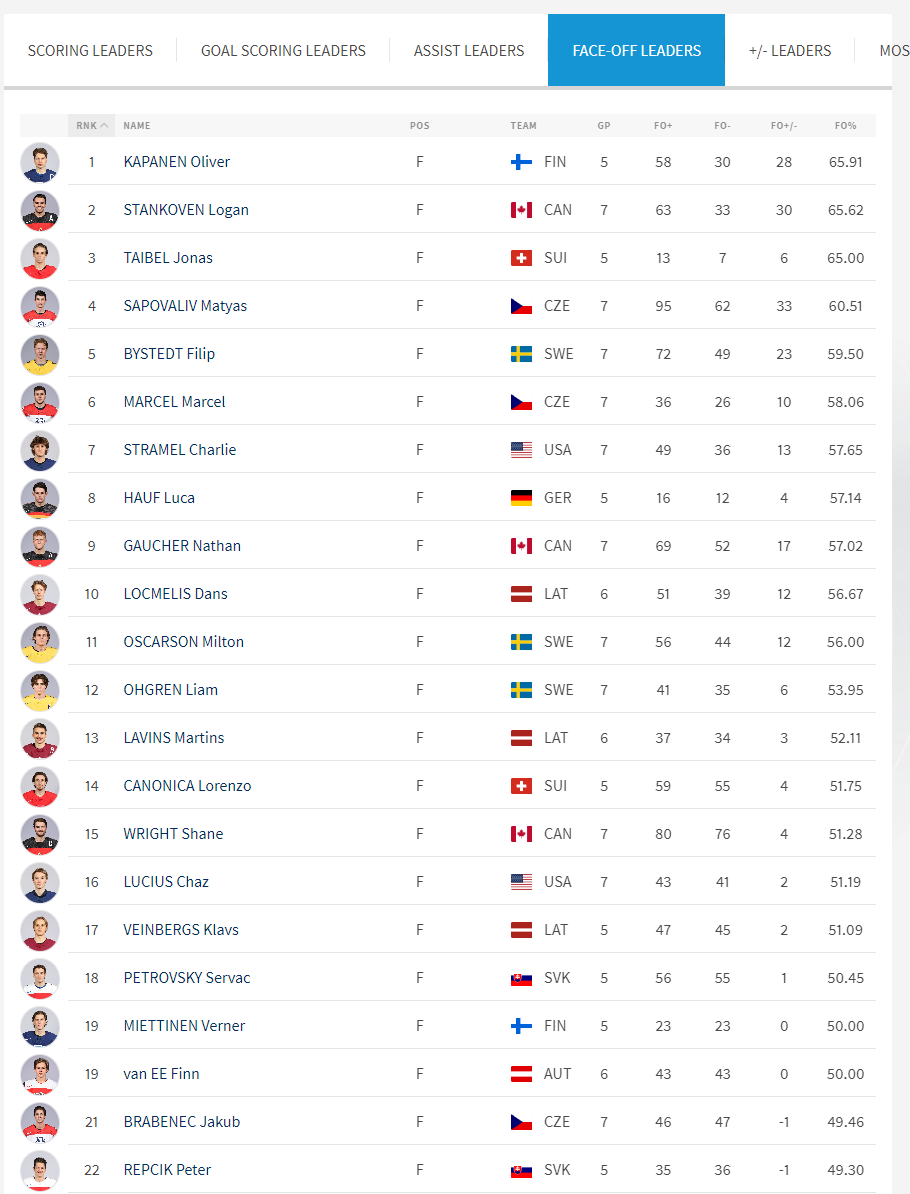 SCORING LEADERS GOAL SCORING LEADERS ASSIST LEADERS FACE-OFF LEADERS +/- LEADERS MOS
RNK NAME POS TEAM GP FO+ FO- FO+/- FO%
1 KAPANEN Oliver F FIN 5 58 30 28 65.91
2 STANKOVEN Logan F CAN 7 63 33 30 65.62
3 TAIBEL Jonas F SUI 5 13 7 6 65.00
4 SAPOVALIV Matyas F CZE 7 95 62 33 60.51
5 BYSTEDT Filip F SWE 7 72 49 23 59.50
6 MARCEL Marcel F CZE 7 36 26 10 58.06
7 STRAMEL Charlie F USA 7 49 36 13 57.65
8 HAUF Luca F GER 5 16 12 4 57.14
9 GAUCHER Nathan F CAN 7 69 52 17 57.02
10 LOCMELIS Dans F LAT 6 51 39 12 56.67
11 OSCARSON Milton F SWE 7 56 44 12 56.00
12 OHGREN Liam F SWE 7 41 35 6 53.95
13 LAVINS Martins F LAT 6 37 34 3 52.11
14 CANONICA Lorenzo F SUI 5 59 55 4 51.75
15 WRIGHT Shane F CAN 7 80 76 4 51.28
16 LUCIUS Chaz F USA 7 43 41 2 51.19
17 VEINBERGS Klavs F LAT 5 47 45 2 51.09
18 PETROVSKY Servac F SVK 5 56 55 1 50.45
19 MIETTINEN Verner F FIN 5 23 23 0 50.00
19 van EE Finn F AUT 6 43 43 0 50.00
21 BRABENEC Jakub F CZE 7 46 47 -1 49.46
22 REPCIK Peter F SVK 5 35 36 -1 49.30